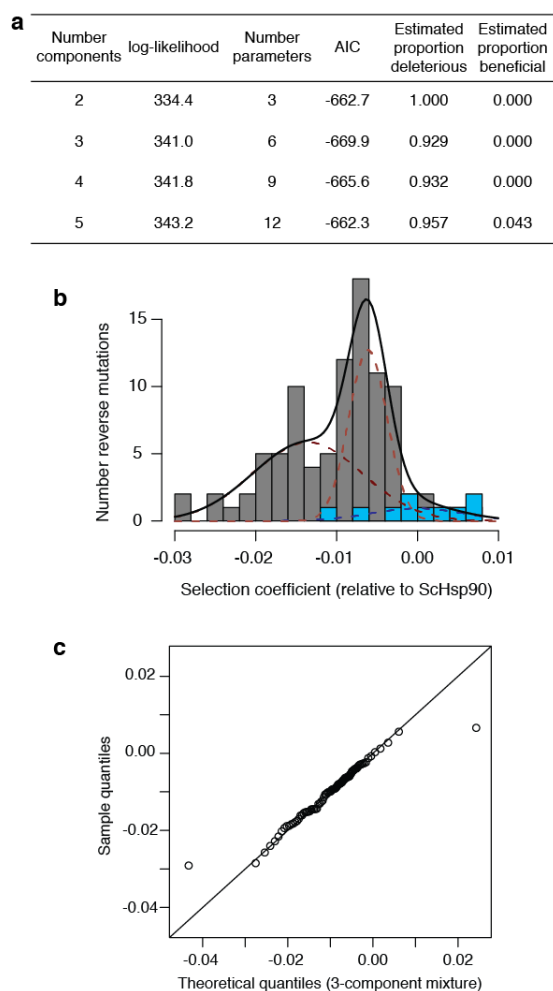 a
Number components log-likelihood Number parameters AIC Estimated proportion deleterious Estimated proportion beneficial
2 334.4 3 -662.7 1.000 0.000
3 341.0 6 -669.9 0.929 0.000
4 341.8 9 -665.6 0.932 0.000
5 343.2 12 -662.3 0.957 0.043
b
Number reverse mutations
15
10
5
0
-0.03 -0.02 -0.01 0.00 0.01
Selection coefficient (relative to ScHsp90)
c
Sample quantiles
0.02
0.00
-0.02
-0.04
-0.04 -0.02 0.00 0.02
Theoretical quantiles (3-component mixture)